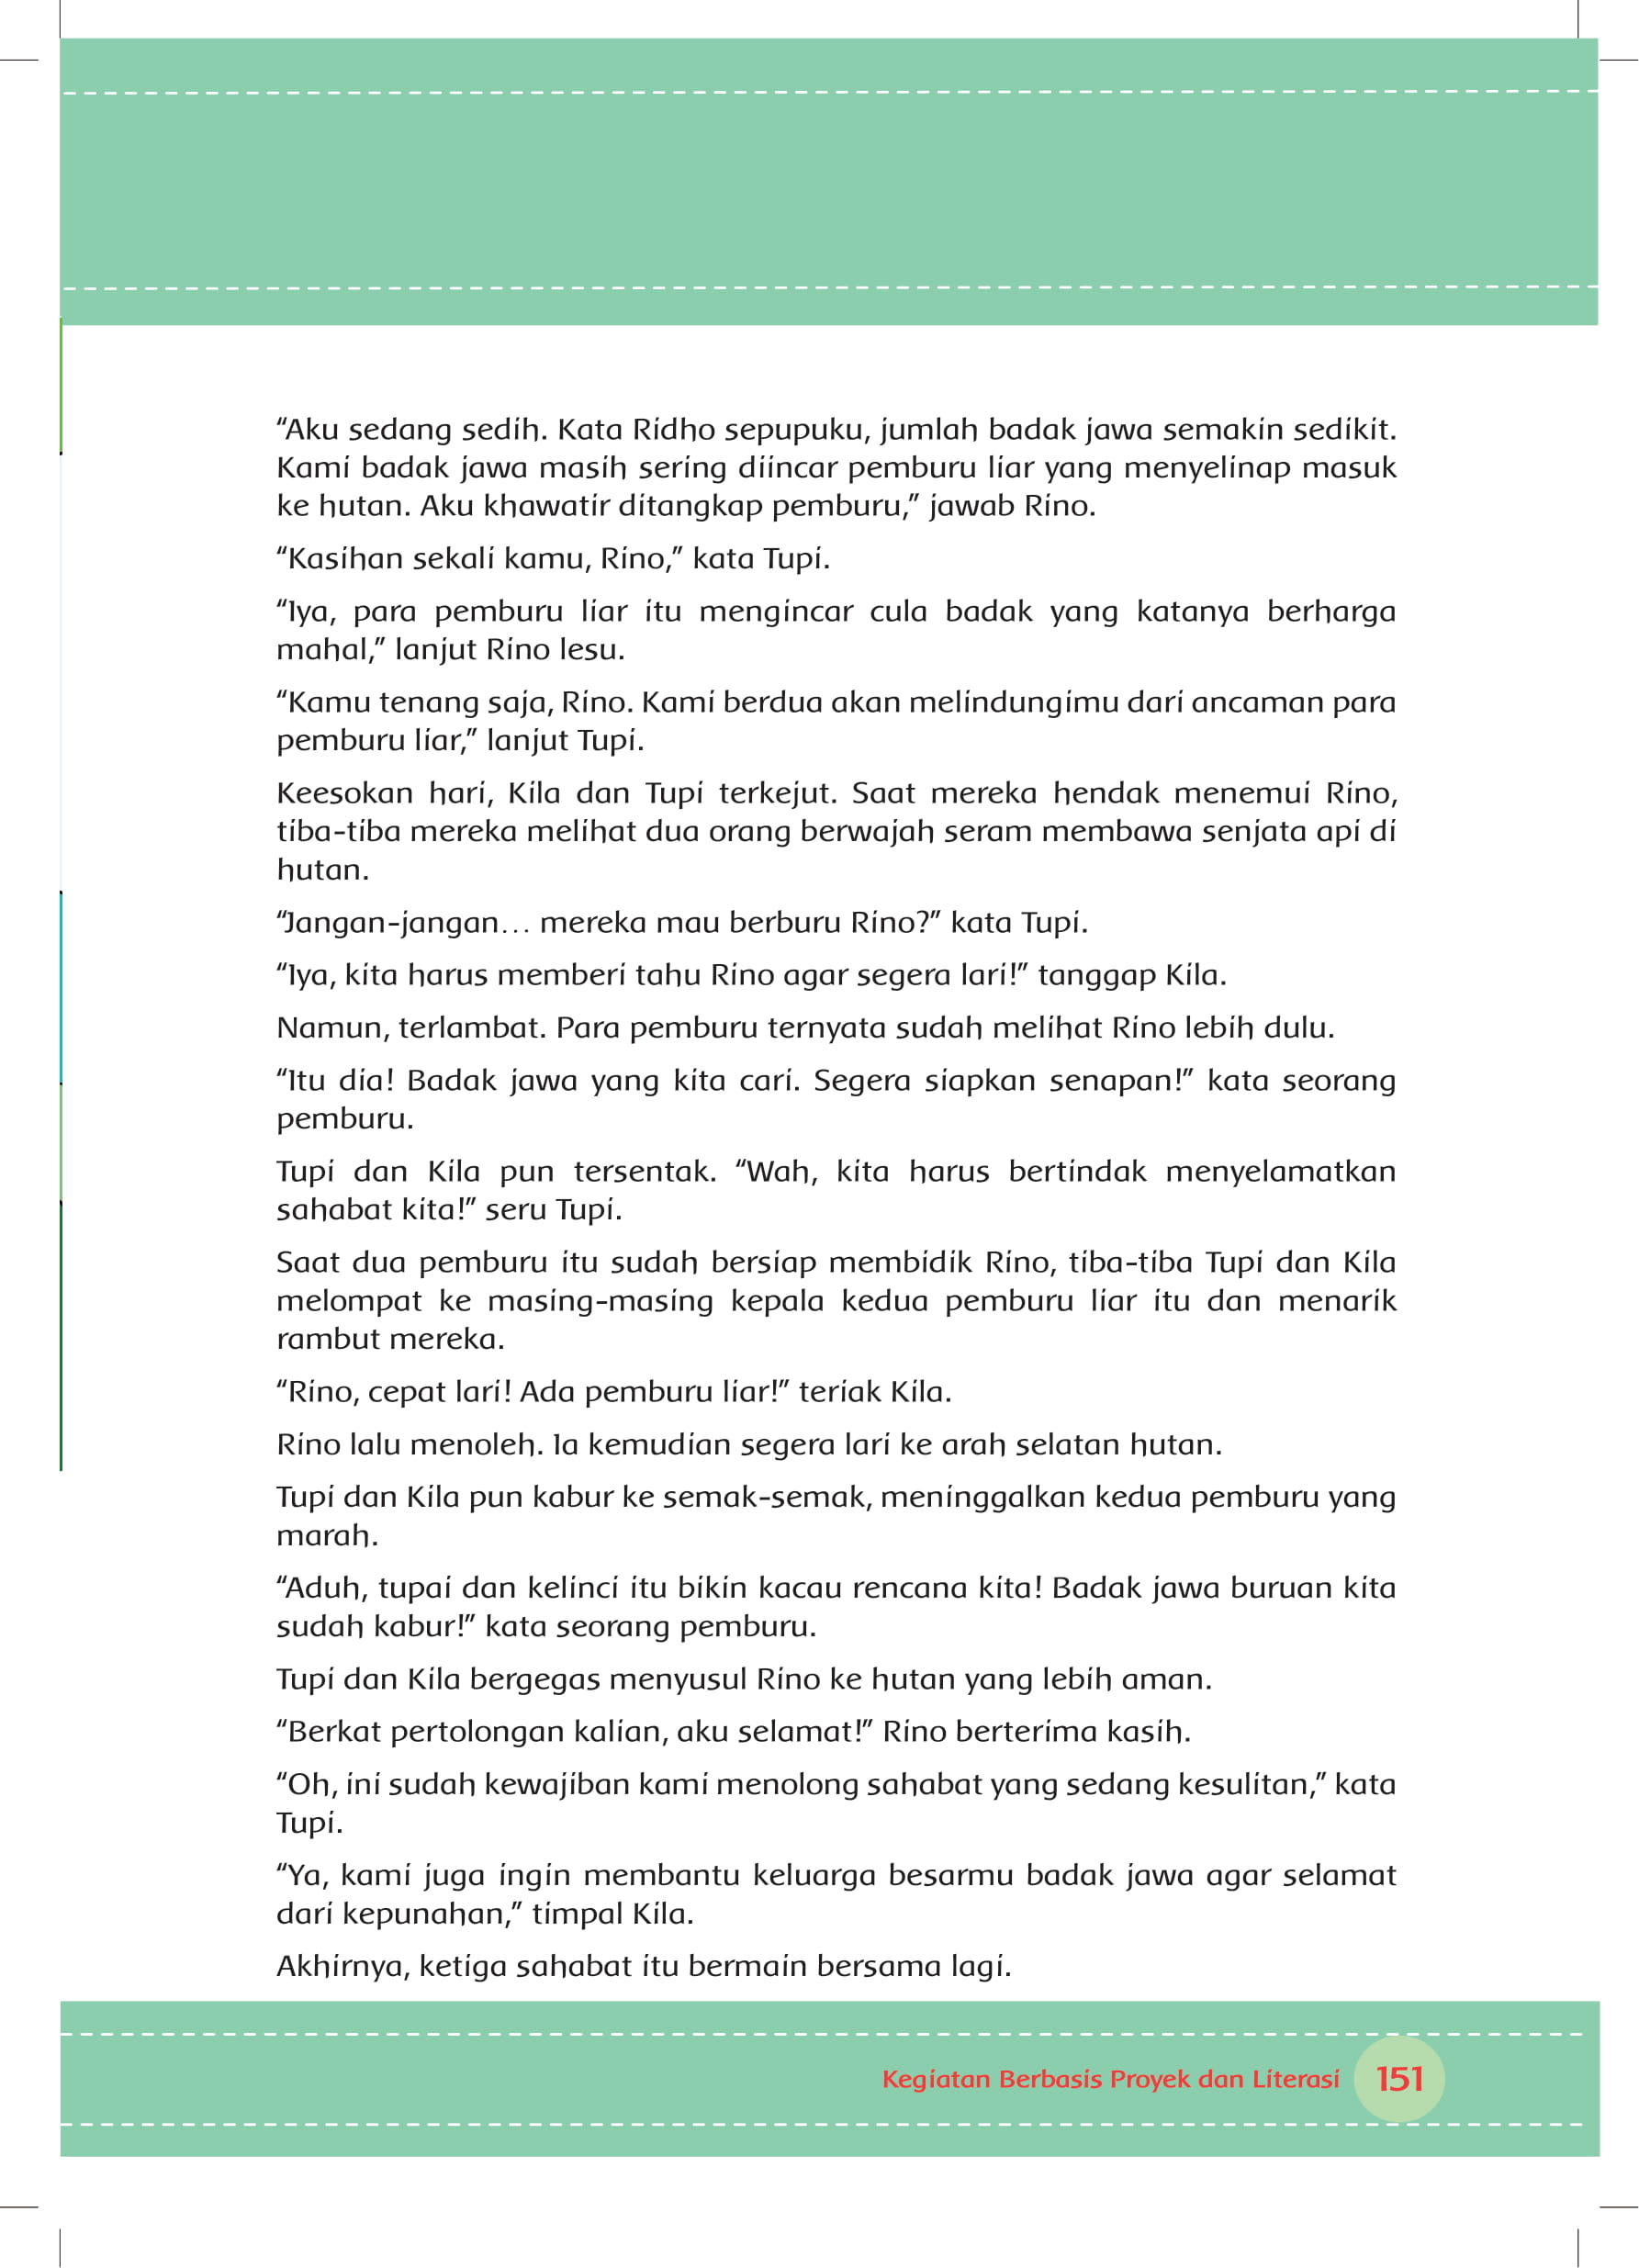 “Aku sedang sedih. Kata Ridho sepupuku, jumlah badak jawa semakin sedikit.
Kami badak jawa masih sering diincar pemburu liar yang menyelinap masuk
ke hutan. Aku khawatir ditangkap pemburu,” jawab Rino.
“Kasihan sekali kamu, Rino,” kata Tupi.
“Iya, para pemburu liar itu mengincar cula badak yang katanya berharga
mahal,” lanjut Rino lesu.
“Kamu tenang saja, Rino. Kami berdua akan melindungimu dari ancaman para
pemburu liar,” lanjut Tupi.
Keesokan hari, Kila dan Tupi terkejut. Saat mereka hendak menemui Rino,
tiba-tiba mereka melihat dua orang berwajah seram membawa senjata api di
hutan.
“Jangan-jangan… mereka mau berburu Rino?” kata Tupi.
“Iya, kita harus memberi tahu Rino agar segera lari!” tanggap Kila.
Namun, terlambat. Para pemburu ternyata sudah melihat Rino lebih dulu.
“Itu dia! Badak jawa yang kita cari. Segera siapkan senapan!” kata seorang
pemburu.
Tupi dan Kila pun tersentak. “Wah, kita harus bertindak menyelamatkan
sahabat kita!” seru Tupi.
Saat dua pemburu itu sudah bersiap membidik Rino, tiba-tiba Tupi dan Kila
melompat ke masing-masing kepala kedua pemburu liar itu dan menarik
rambut mereka.
“Rino, cepat lari! Ada pemburu liar!” teriak Kila.
Rino lalu menoleh. Ia kemudian segera lari ke arah selatan hutan.
Tupi dan Kila pun kabur ke semak-semak, meninggalkan kedua pemburu yang
marah.
“Aduh, tupai dan kelinci itu bikin kacau rencana kita! Badak jawa buruan kita
sudah kabur!” kata seorang pemburu.
Tupi dan Kila bergegas menyusul Rino ke hutan yang lebih aman.
“Berkat pertolongan kalian, aku selamat!” Rino berterima kasih.
“Oh, ini sudah kewajiban kami menolong sahabat yang sedang kesulitan,” kata
Tupi.
“Ya, kami juga ingin membantu keluarga besarmu badak jawa agar selamat
dari kepunahan,” timpal Kila.
Akhirnya, ketiga sahabat itu bermain bersama lagi.
Kegiatan Berbasis Proyek dan Literasi 151